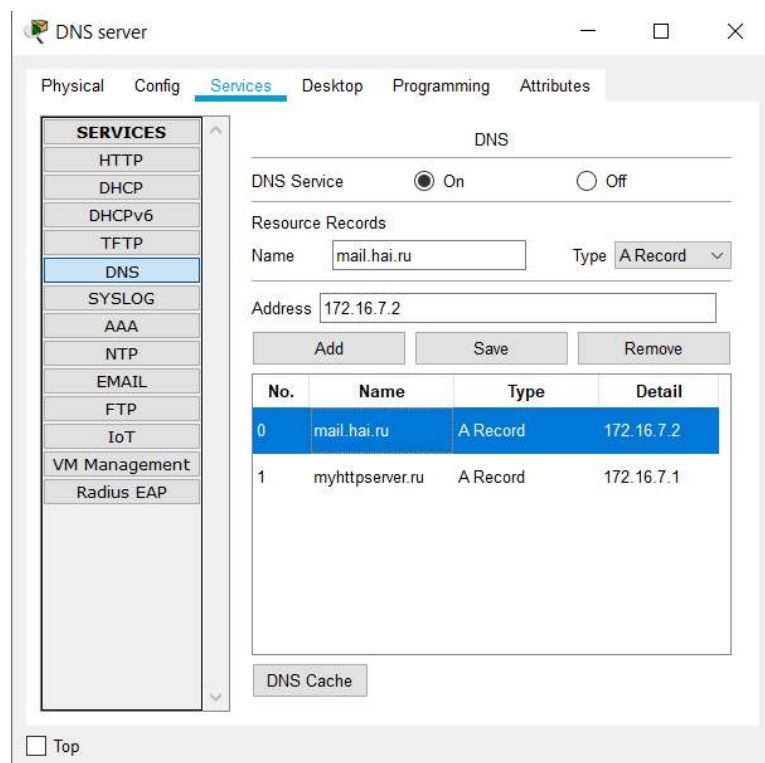 DNS server
Physical Config Services Desktop Programming Attributes
SERVICES
HTTP
DHCP
DHCPv6
TFTP
DNS
SYSLOG
AAA
NTP
EMAIL
FTP
IoT
VM Management
Radius EAP
DNS
DNS Service On Off
Resource Records
Name mail.hai.ru Type A Record
Address 172.16.7.2
Add Save Remove
No. Name Type Detail
0 mail.hai.ru A Record 172.16.7.2
1 myhttpserver.ru A Record 172.16.7.1
DNS Cache
Top